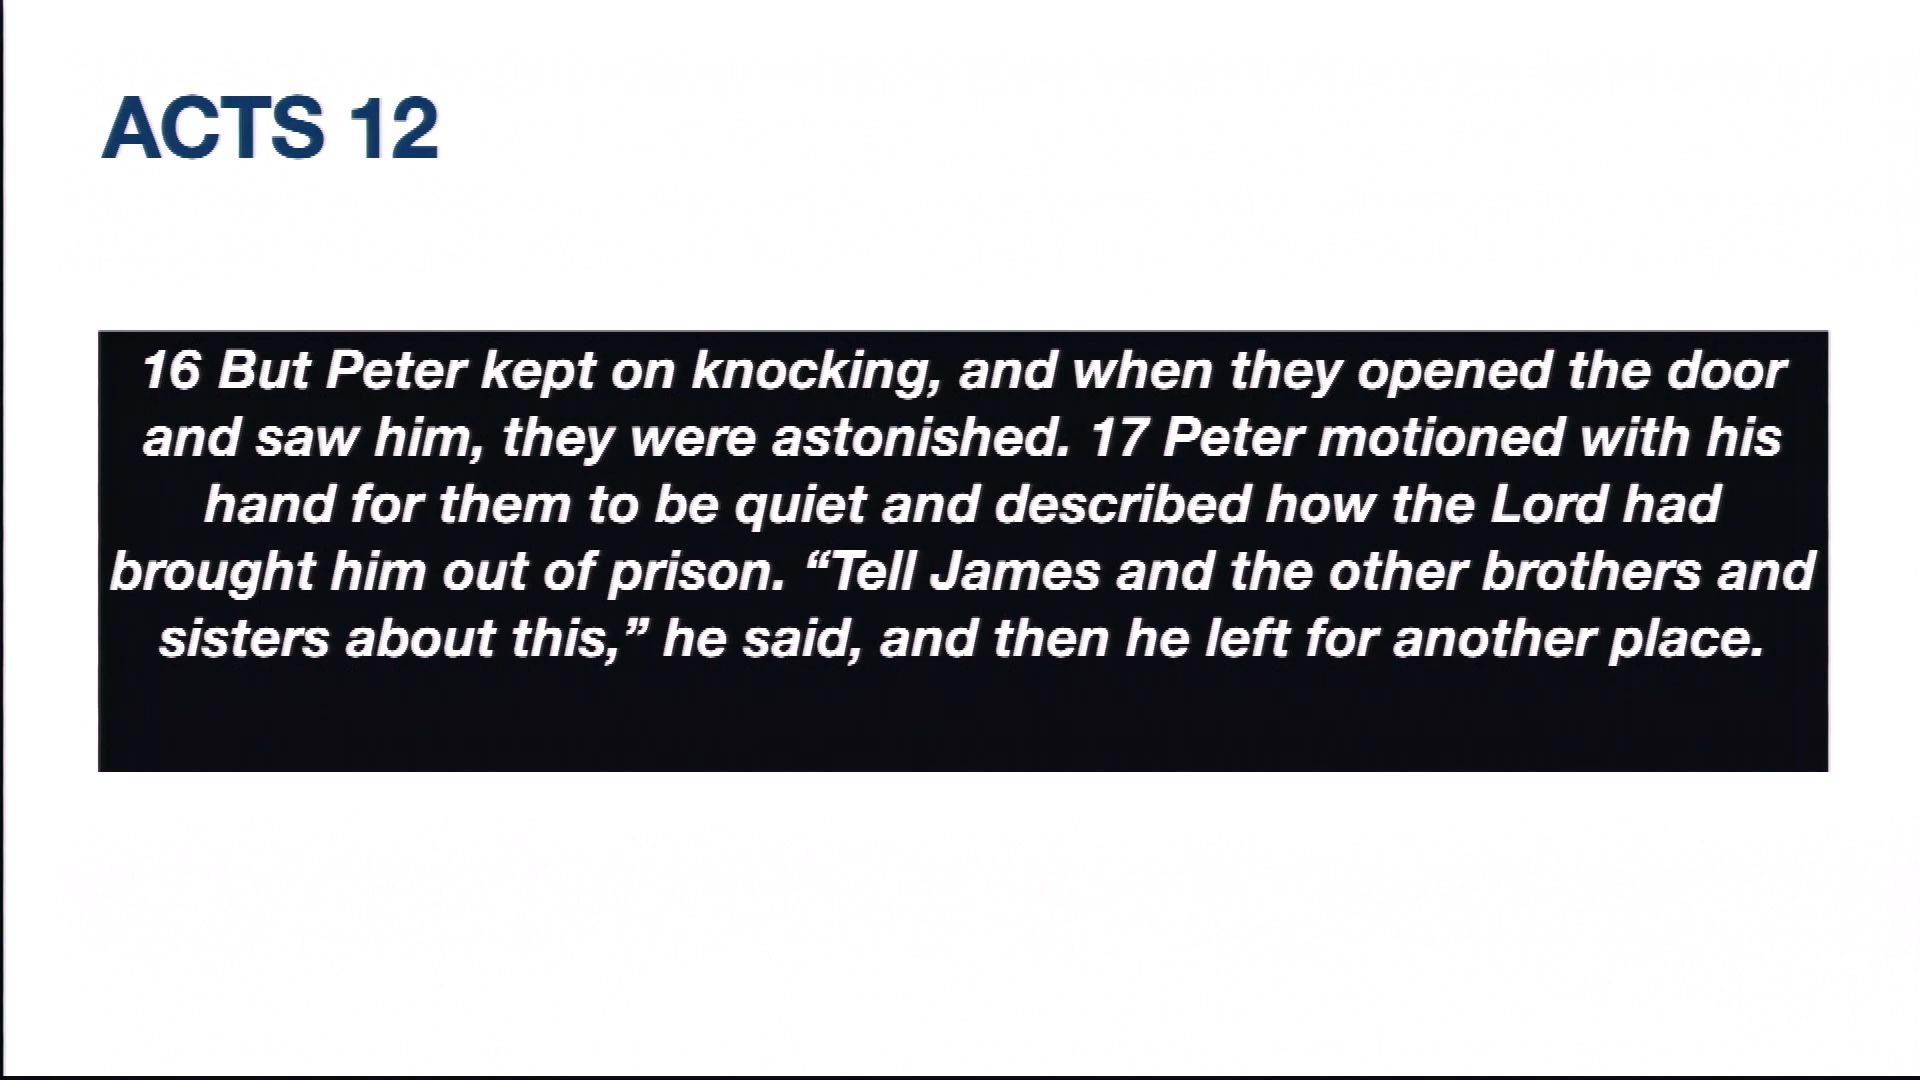 ACTS 12
16 But Peter kept on knocking, and when they opened the door
and saw him, they were astonished. 17 Peter motioned with his
hand for them to be quiet and described how the Lord had
brought him out of prison. “Tell James and the other brothers and
sisters about this,” he said, and then he left for another place.